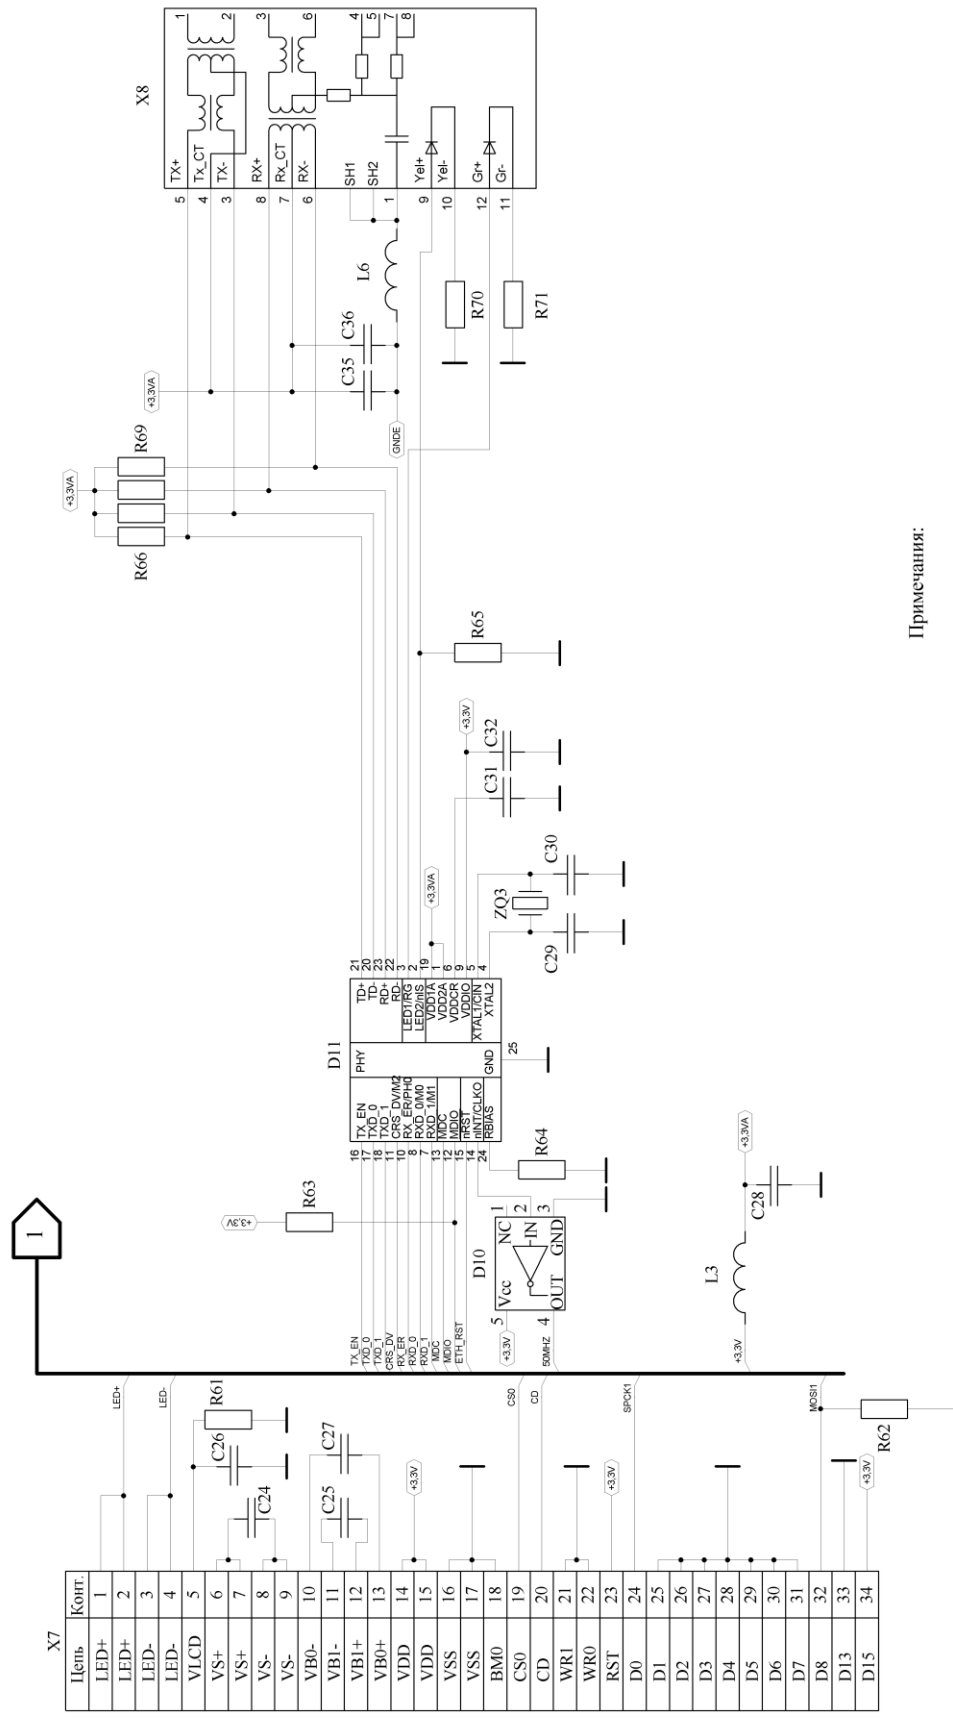 1
X7
Цепь Конт.
LED+ 1
LED+ 2
LED- 3
LED- 4
VLCD 5
VS+ 6
VS+ 7
VS- 8
VS- 9
VB0- 10
VB1- 11
VB1+ 12
VB0+ 13
VDD 14
VDD 15
VSS 16
VSS 17
BM0 18
CS0 19
CD 20
WR1 21
WR0 22
RST 23
D0 24
D1 25
D2 26
D3 27
D4 28
D5 29
D6 30
D7 31
D8 32
D13 33
D15 34
LED+
LED-
R61
C26
C24
C27
C25
+3,3V
CS0
CD
+3,3V
SPCK1
MOSI1
R62
+3,3V
TX_EN
TXD_0
TXD_1
CRS_DV
RX_ER
RXD_0
RXD_1
MDC
MDIO
ETH_RST
+3,3V
R63
D10
5 Vcc NC 1
IN 2
4 OUT GND 3
+3,3V
50MHZ
R64
+3,3V
L3
+3,3VA
C28
D11
PHY
16 TX_EN
17 TXD_0
18 TXD_1
11 CRS_DV/M2
10 RX_ER/PH0
8 RXD_0/M0
7 RXD_1/M1
13 MDC
12 MDIO
15 nRST
14 nINT/CLKO
24 RBIAS
GND 25
TD+ 21
TD- 20
RD+ 23
RD- 22
LED1/RG 3
LED2/nIS 2
VDD1A 19
VDD2A 1
VDDCR 6
VDDIO 9
XTAL1/CIN 5
XTAL2 4
+3,3VA
C29
ZQ3
C30
C31
C32
+3,3V
R65
R66
R69
+3,3VA
+3,3VA
GNDE
C35
C36
L6
R70
R71
X8
5 TX+
4 Tx_CT
3 TX-
8 RX+
7 Rx_CT
6 RX-
SH1
SH2
1
9 Yel+
10 Yel-
12 Gr+
11 Gr-
1
2
3
6
4
5
7
8
Примечания: